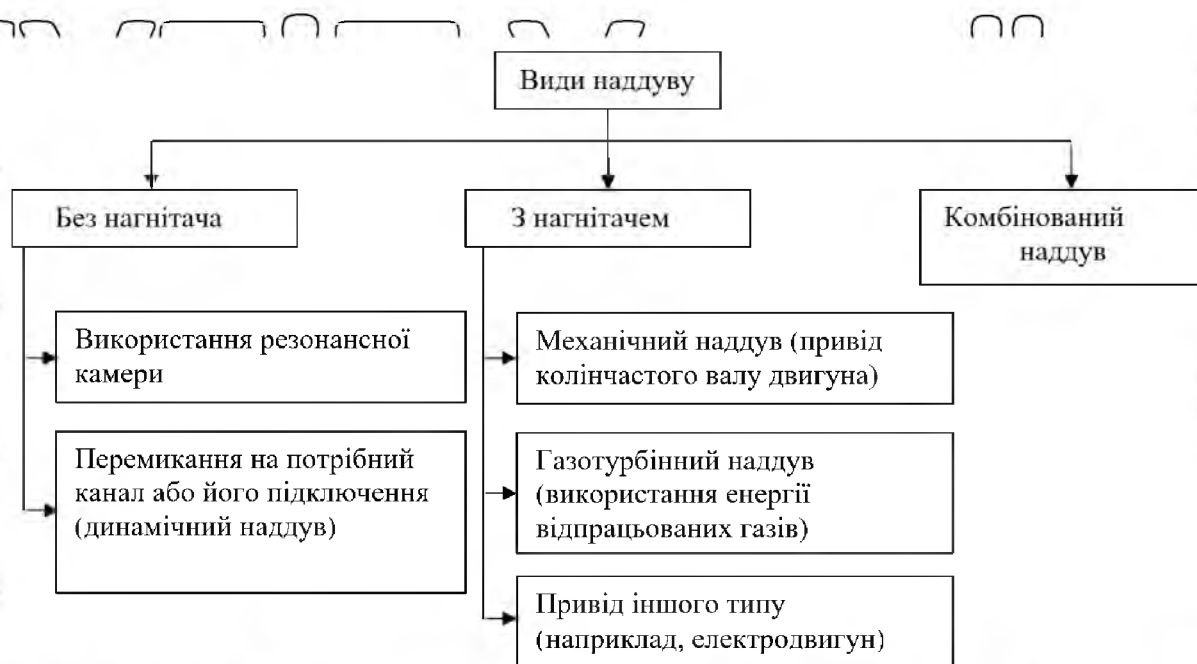 Види наддуву
Без нагнітача
З нагнітачем
Комбінований
наддув
Використання резонансної
камери
Перемикання на потрібний
канал або його підключення
(динамічний наддув)
Механічний наддув (привід
колінчастого валу двигуна)
Газотурбінний наддув
(використання енергії
відпрацьованих газів)
Привід іншого типу
(наприклад, електродвигун)